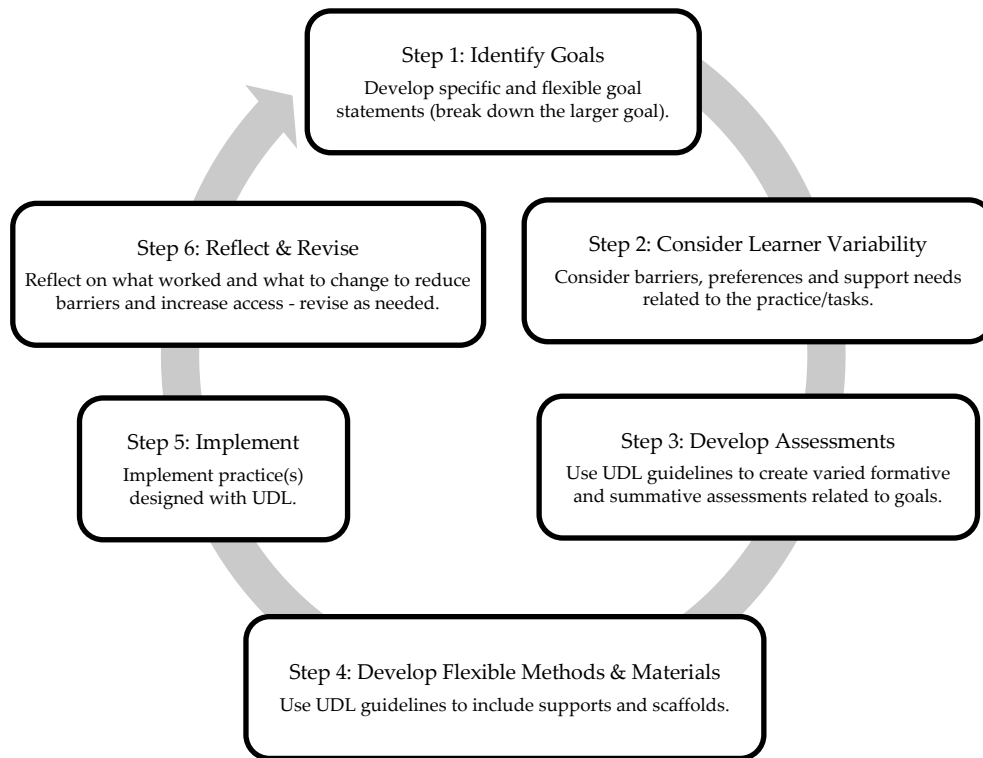 Step 1: Identify Goals
Develop specific and flexible goal
statements (break down the larger goal).
Step 2: Consider Learner Variability
Consider barriers, preferences and support needs
related to the practice/tasks.
Step 3: Develop Assessments
Use UDL guidelines to create varied formative
and summative assessments related to goals.
Step 4: Develop Flexible Methods & Materials
Use UDL guidelines to include supports and scaffolds.
Step 5: Implement
Implement practice(s)
designed with UDL.
Step 6: Reflect & Revise
Reflect on what worked and what to change to reduce
barriers and increase access - revise as needed.